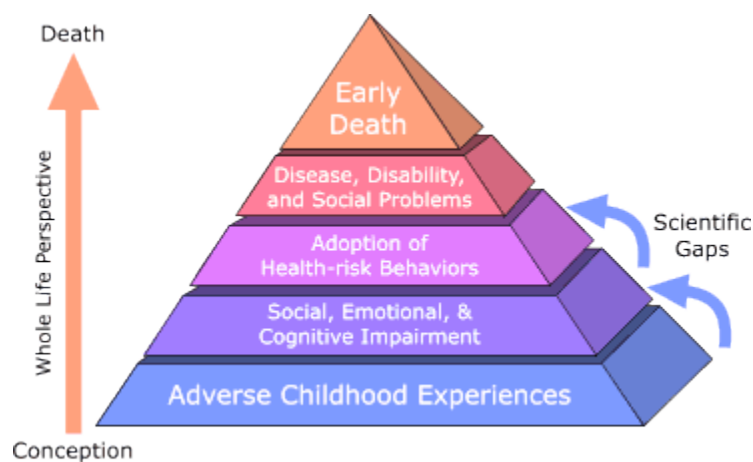 Death
Whole Life Perspective
Conception
Early
Death
Disease, Disability,
and Social Problems
Adoption of
Health-risk Behaviors
Social, Emotional, &
Cognitive Impairment
Adverse Childhood Experiences
Scientific
Gaps